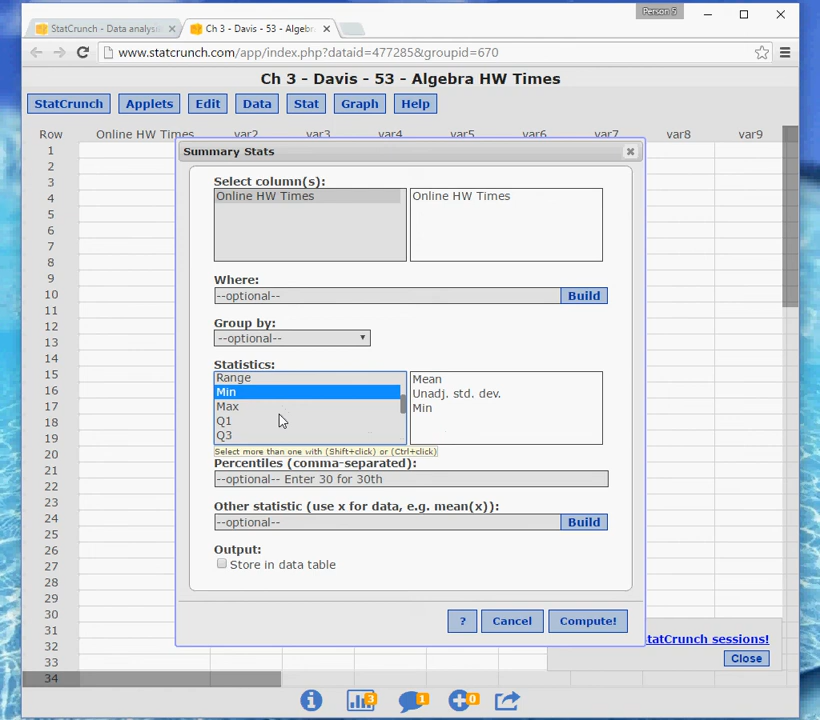 Person 5
StatCrunch - Data analysis
Ch 3 - Davis - 53 - Algebr
www.statcrunch.com/app/index.php?dataid=477285&groupid=670
Ch 3 - Davis - 53 - Algebra HW Times
StatCrunch Applets Edit Data Stat Graph Help
Row Online HW Times var2 var3 var4 var5 var6 var7 var8 var9
1
2
3
4
5
6
7
8
9
10
11
12
13
14
15
16
17
18
19
20
21
22
23
24
25
26
27
28
29
30
31
32
33
34
Summary Stats
Select column(s):
Online HW Times Online HW Times
Where:
--optional-- Build
Group by:
--optional--
Statistics:
Range Mean
Min Unadj. std. dev.
Max Min
Q1
Q3
Select more than one with (Shift+click) or (Ctrl+click)
Percentiles (comma-separated):
--optional-- Enter 30 for 30th
Other statistic (use x for data, e.g. mean(x)):
--optional-- Build
Output:
Store in data table
? Cancel Compute!
tatCrunch sessions!
Close
3 1 0